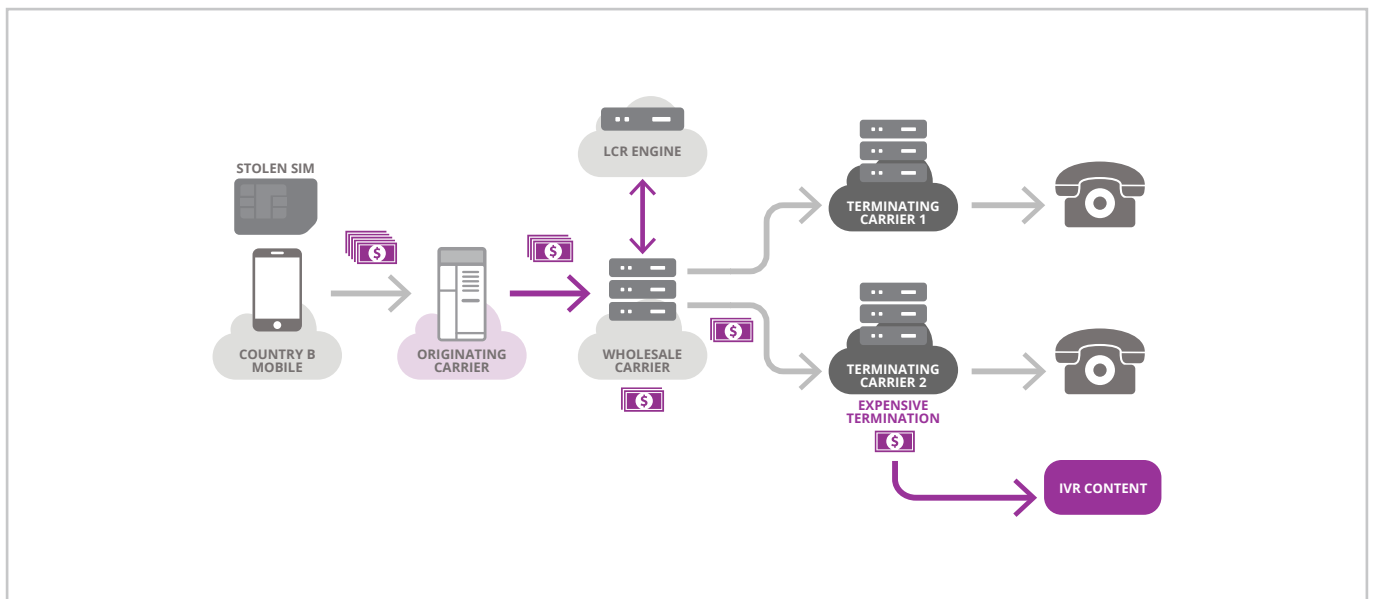 STOLEN SIM
COUNTRY B
MOBILE
$
ORIGINATING
CARRIER
$
LCR ENGINE
WHOLESALE
CARRIER
$
$
TERMINATING
CARRIER 1
TERMINATING
CARRIER 2
EXPENSIVE
TERMINATION
$
IVR CONTENT